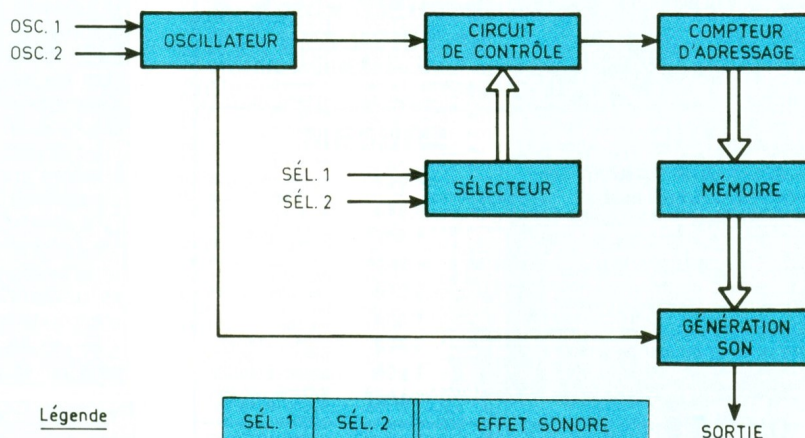 OSC. 1
OSC. 2
OSCILLATEUR
CIRCUIT
DE CONTRÔLE
COMPTEUR
D'ADRESSAGE
SÉL. 1
SÉL. 2
SÉLECTEUR
MÉMOIRE
GÉNÉRATION
SON
Légende
SÉL. 1 SÉL. 2 EFFET SONORE
SORTIE